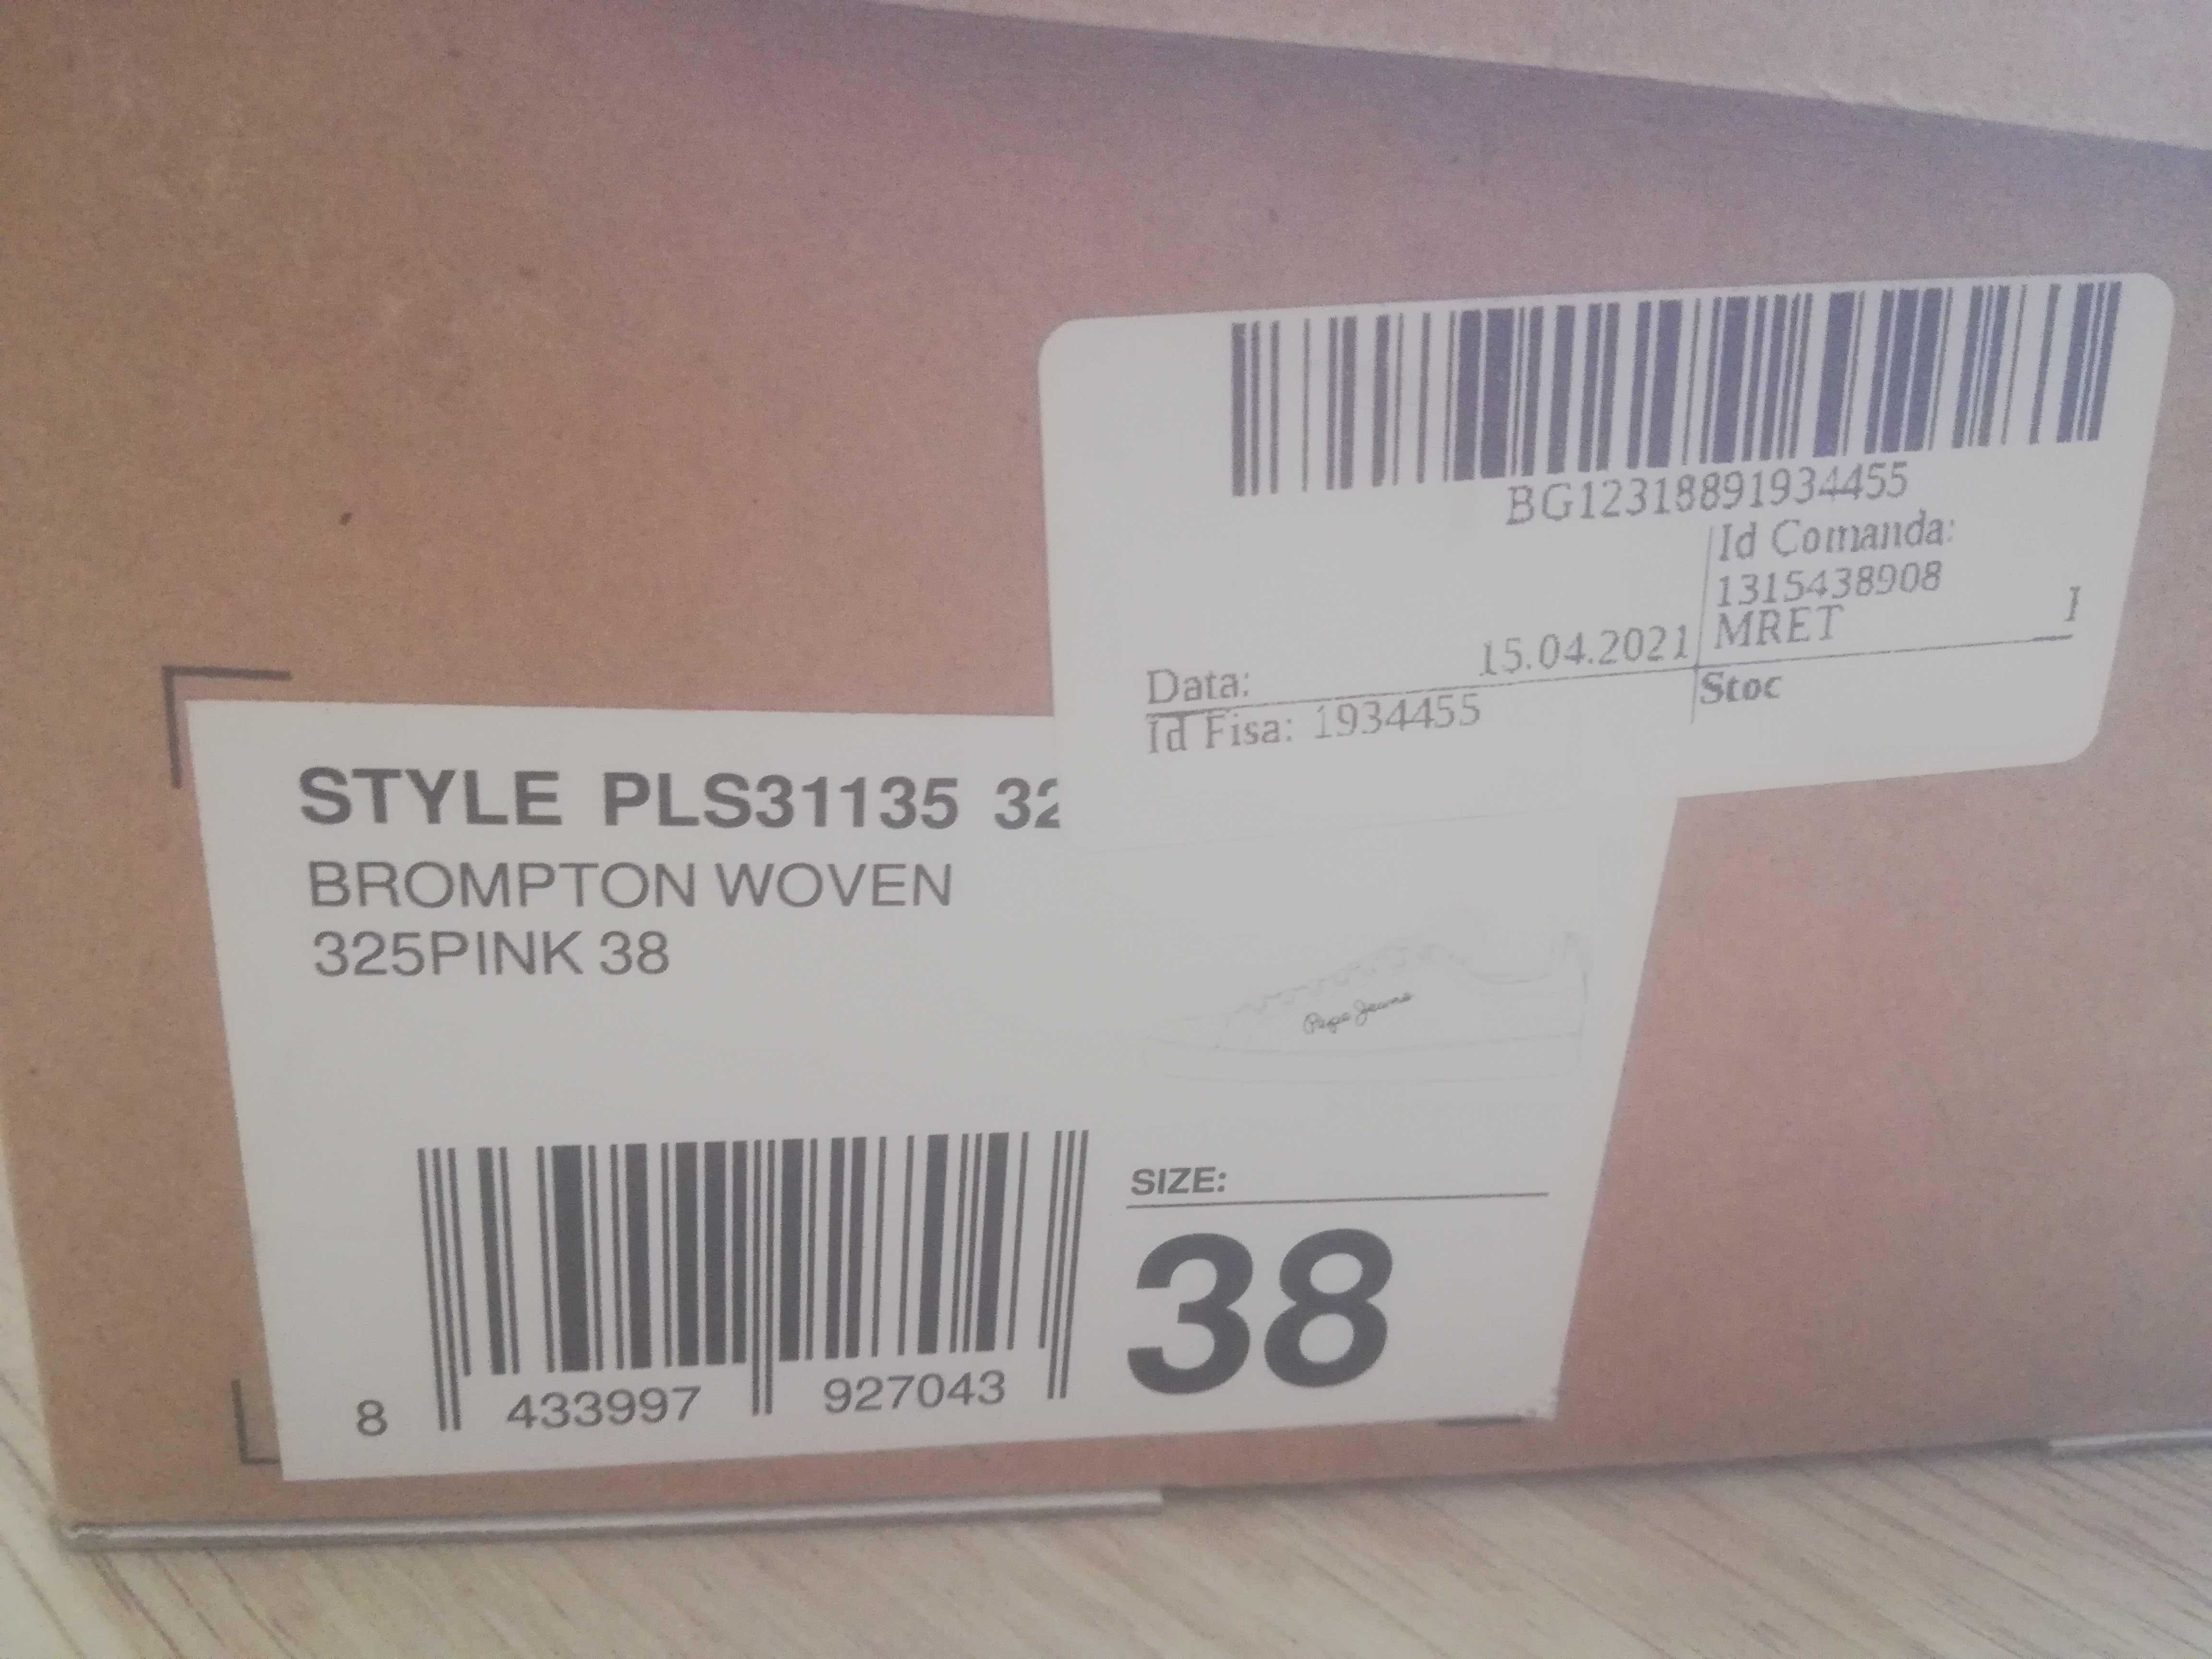 BG12318891934455
Id Comanda:
1315438908
Data: 15.04.2021 MRET I
Id Fisa: 1934455 Stoc
STYLE PLS31135 32
BROMPTON WOVEN
325PINK 38
Pepe Jeans
SIZE:
38
8 433997 927043